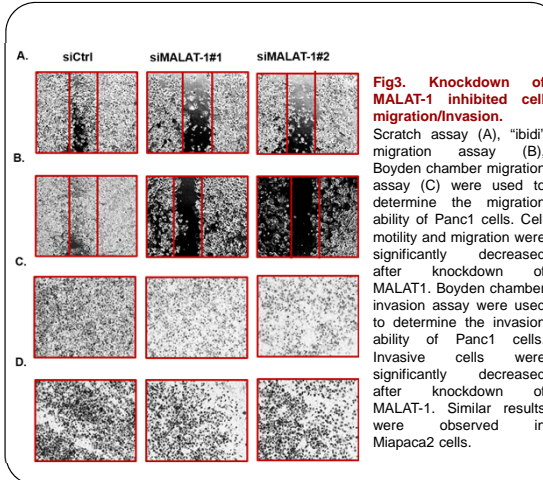 A.
siCtrl
siMALAT-1#1
siMALAT-1#2
B.
C.
D.
Fig3. Knockdown of
MALAT-1 inhibited cell
migration/Invasion.
Scratch assay (A), “ibidi”
migration assay (B),
Boyden chamber migration
assay (C) were used to
determine the migration
ability of Panc1 cells. Cel
motility and migration were
significantly decreased
after knockdown of
MALAT1. Boyden chamber
invasion assay were used
to determine the invasion
ability of Panc1 cells.
Invasive cells were
significantly decreased
after knockdown of
MALAT-1. Similar results
were observed in
Miapaca2 cells.